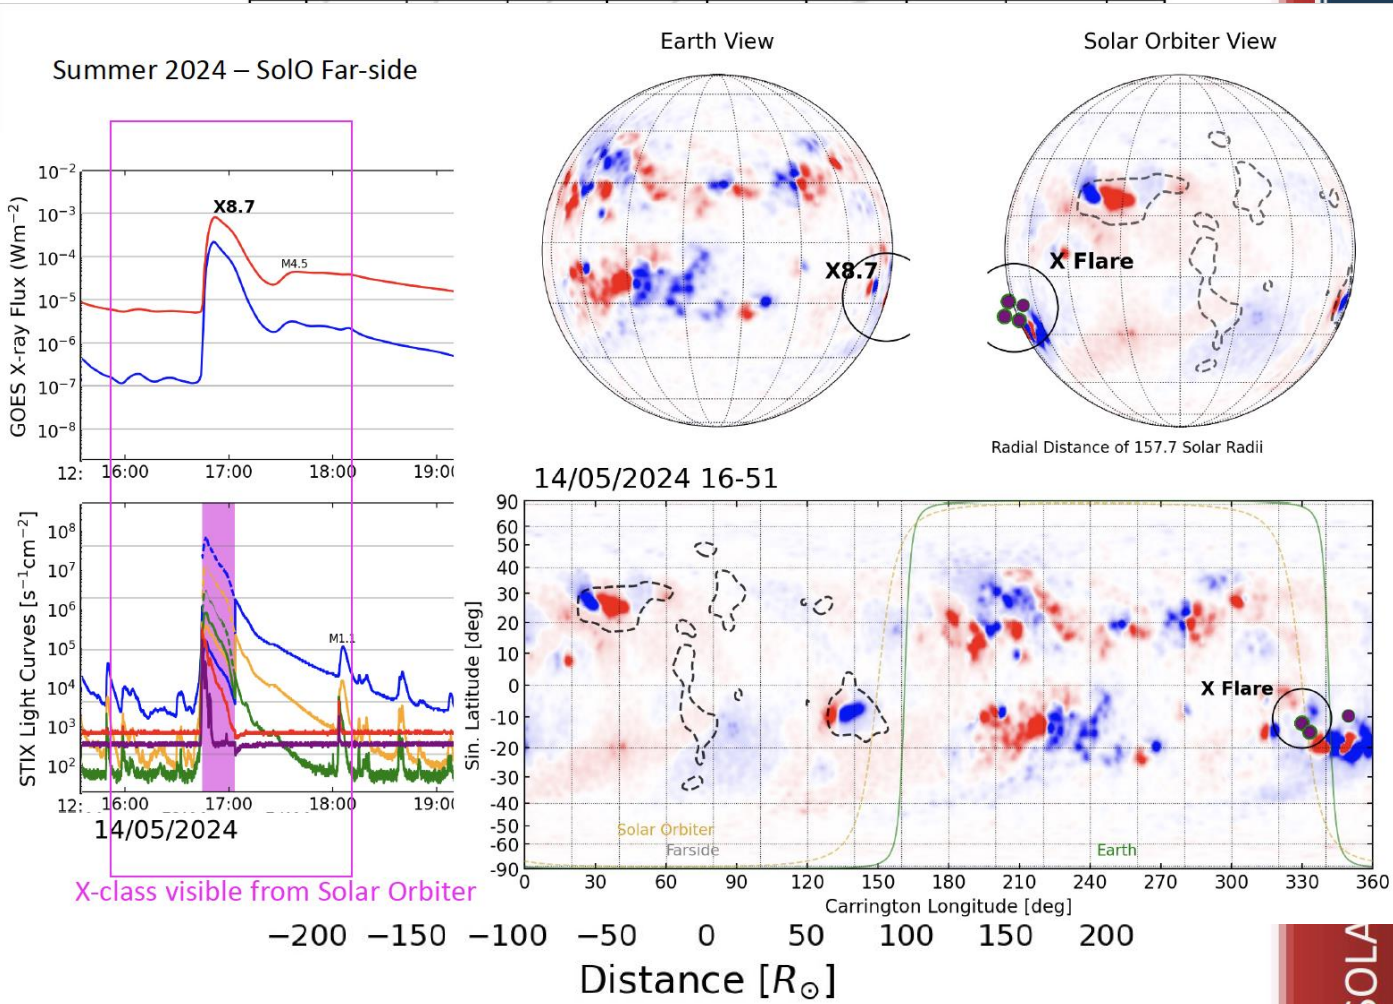 Summer 2024 – SolO Far-side
GOES X-ray Flux (Wm⁻²)
10⁻²
10⁻³
10⁻⁴
10⁻⁵
10⁻⁶
10⁻⁷
10⁻⁸
X8.7
M4.5
12: 16:00 17:00 18:00 19:00
STIX Light Curves [s⁻¹cm⁻²]
10⁸
10⁷
10⁶
10⁵
10⁴
10³
10²
M1.1
12: 16:00 17:00 18:00 19:00
14/05/2024
X-class visible from Solar Orbiter
Earth View
X8.7
Solar Orbiter View
X Flare
Radial Distance of 157.7 Solar Radii
14/05/2024 16-51
Sin. Latitude [deg]
90
60
50
40
30
20
10
0
-10
-20
-30
-40
-50
-60
-90
X Flare
Solar Orbiter
Farside
Earth
0 30 60 90 120 150 180 210 240 270 300 330 360
Carrington Longitude [deg]
−200 −150 −100 −50 0 50 100 150 200
Distance [R☉]
SOLA